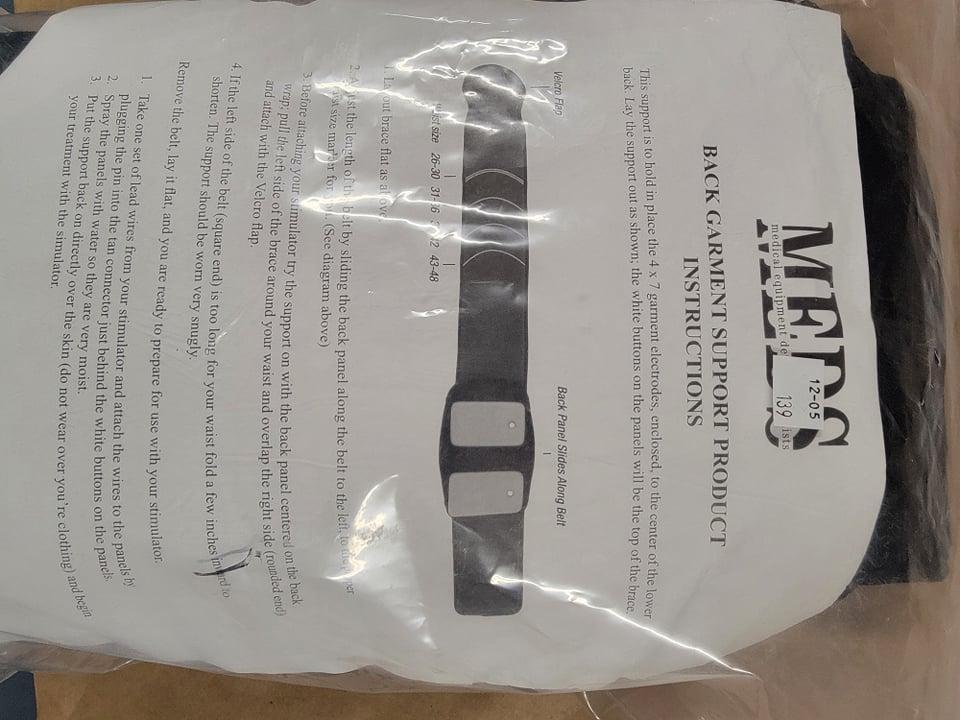 MEDS
medical equipment de ists
12-05
139
BACK GARMENT SUPPORT PRODUCT
INSTRUCTIONS
This support is to hold in place the 4 x 7 garment electrodes, enclosed, to the center of the lower
back. Lay the support out as shown; the white buttons on the panels will be the top of the brace.
Velcro Flap
Back Panel Slides Along Belt
size 26-30 31-36 43-48
1. Lay your brace flat as above
2. Adjust the length of the belt by sliding the back panel along the belt to the left, to the
size marker for (See diagram above)
3. Before attaching your stimulator try the support on with the back panel centered on the back
wrap; pull the left side of the brace around your waist and overlap the right side (rounded end)
and attach with the Velcro flap.
4. If the left side of the belt (square end) is too long for your waist fold a few inches inward to
shorten. The support should be worn very snugly.
Remove the belt, lay it flat, and you are ready to prepare for use with your stimulator.
1. Take one set of lead wires from your stimulator and attach the wires to the panels by
plugging the pin into the tan connector just behind the white buttons on the panels.
2. Spray the panels with water so they are very moist.
3. Put the support back on directly over the skin (do not wear over you're clothing) and begin
your treatment with the simulator.